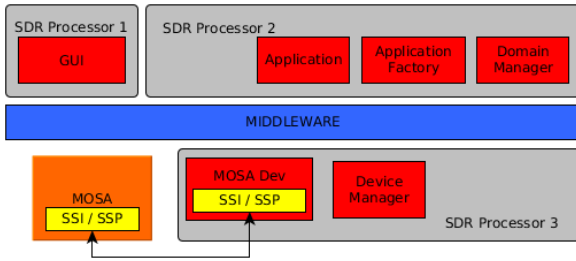 SDR Processor 1
GUI
SDR Processor 2
Application
Application
Factory
Domain
Manager
MIDDLEWARE
MOSA
SSI / SSP
MOSA Dev
SSI / SSP
Device
Manager
SDR Processor 3